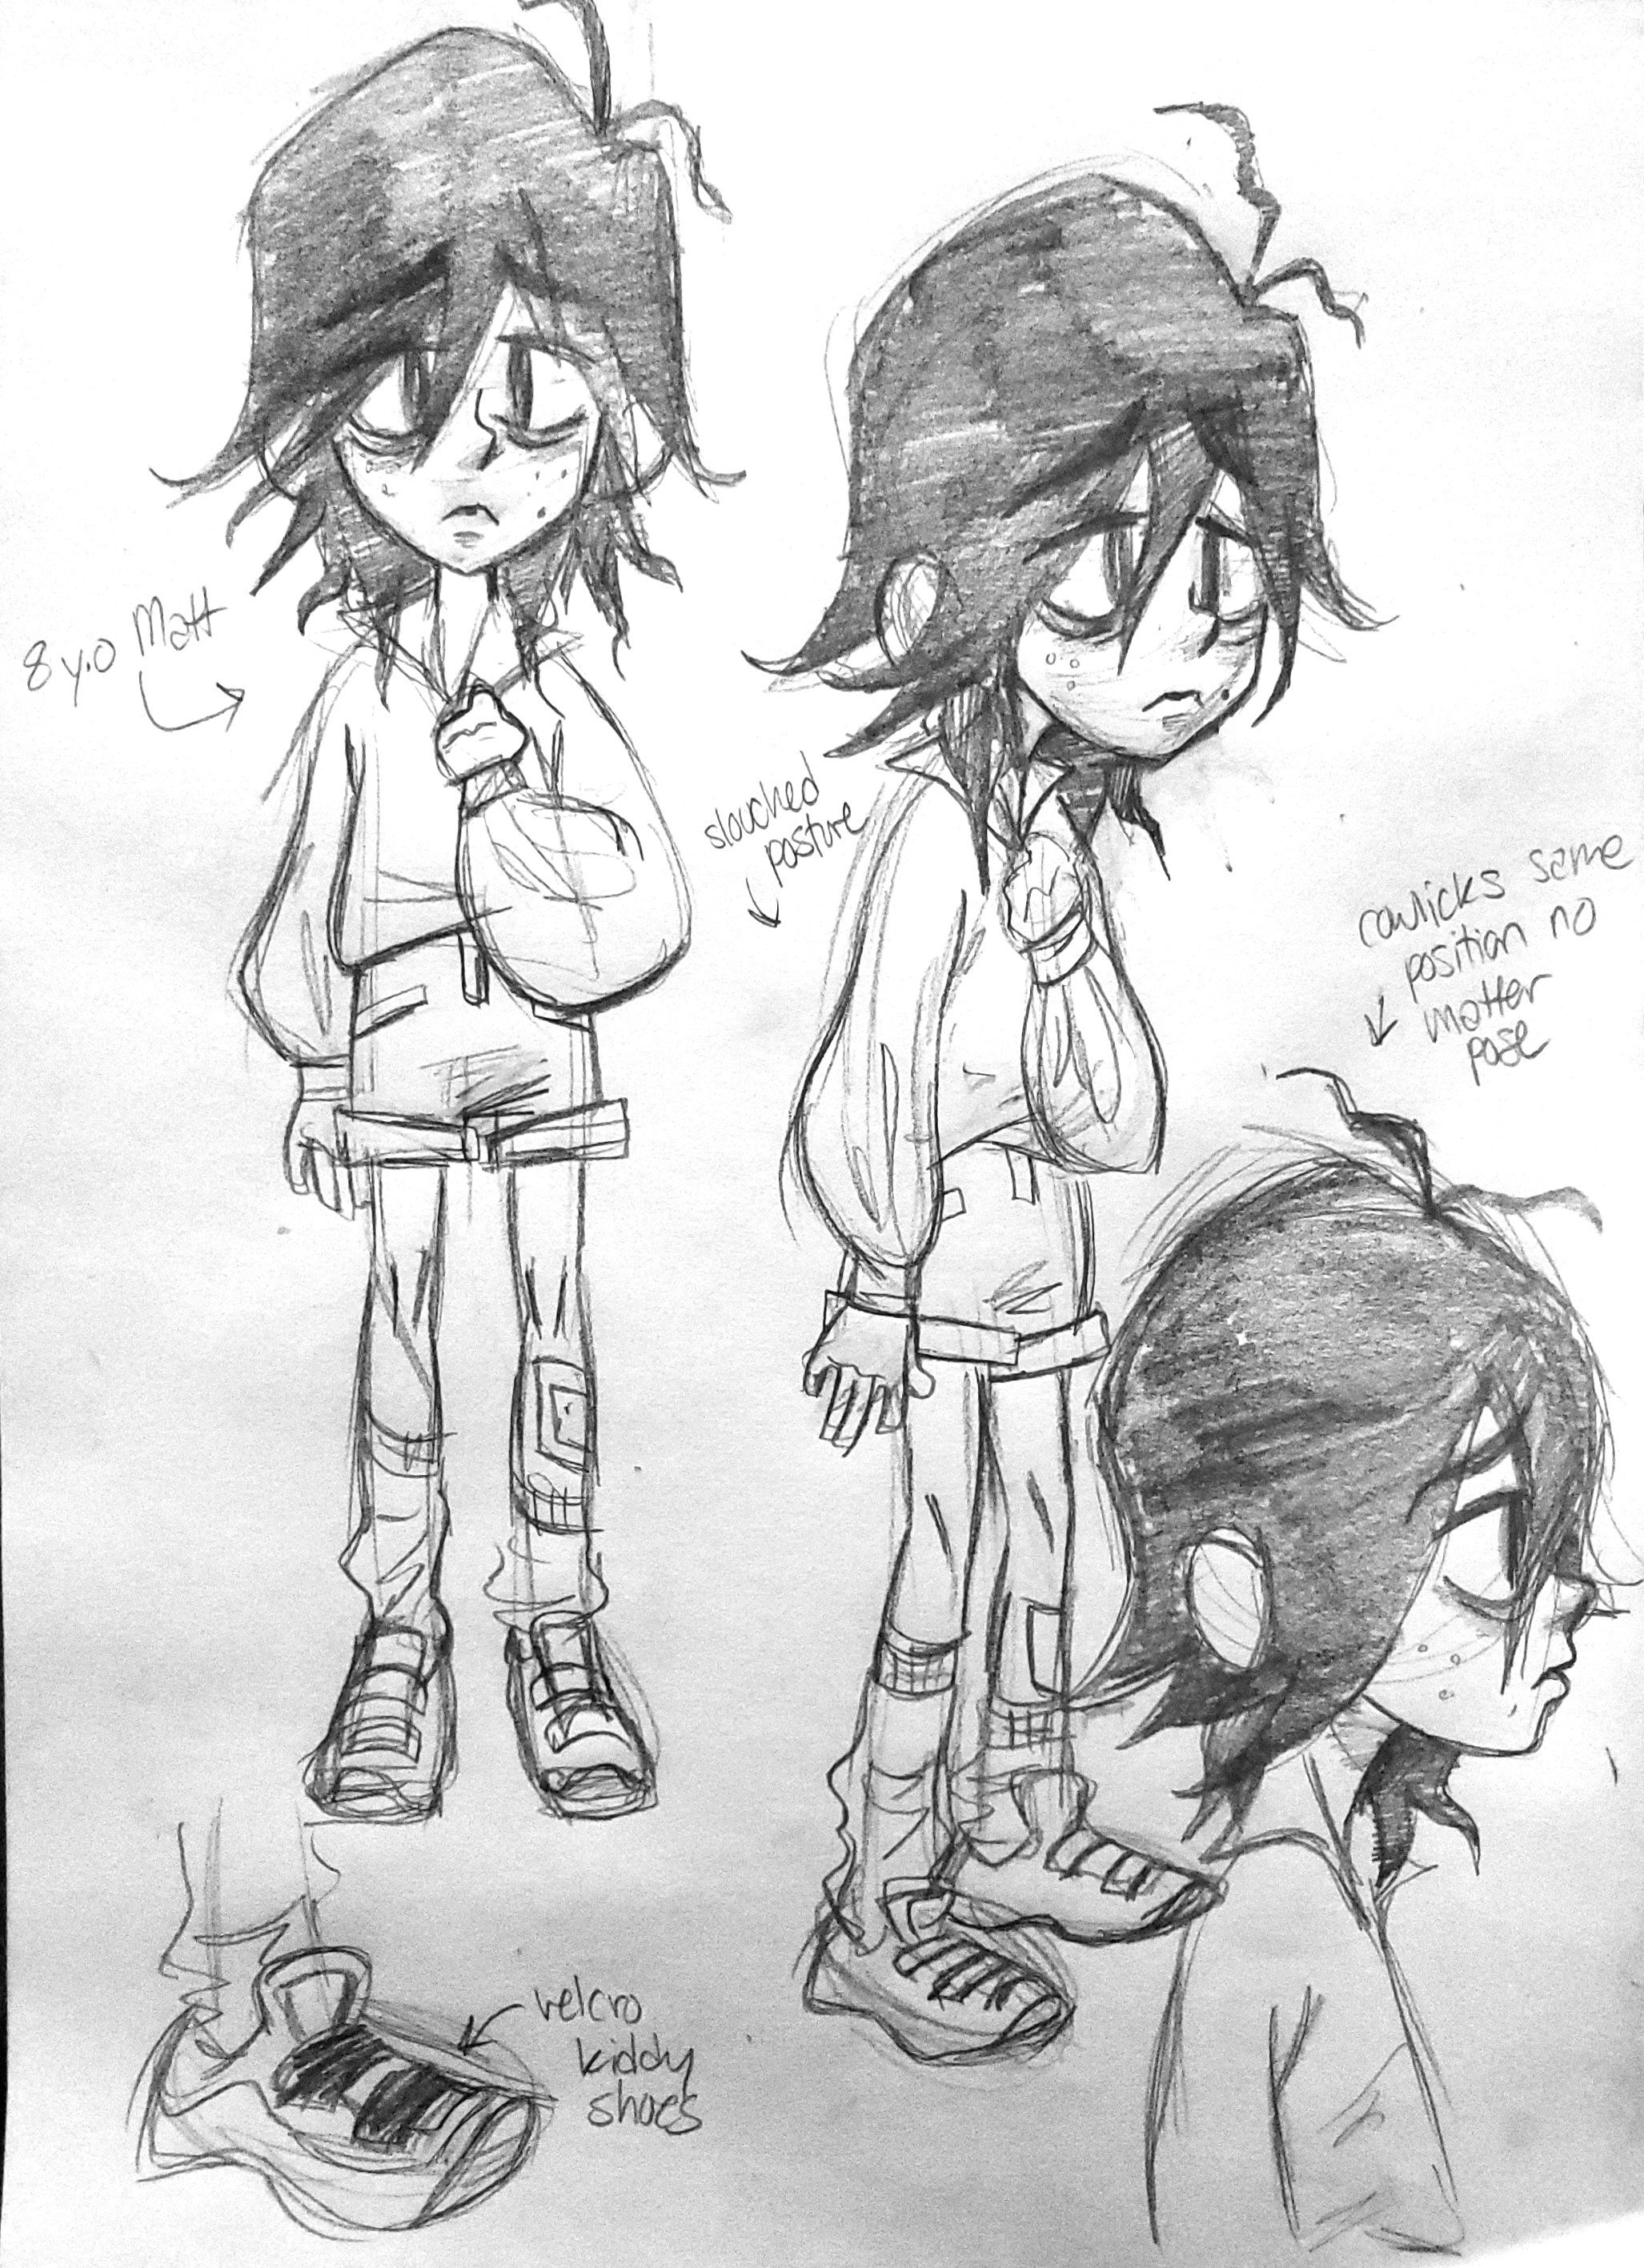 8 y.o Matt
slouched
posture
cowlicks same
position no
matter
pose
velcro
kiddy
shoes